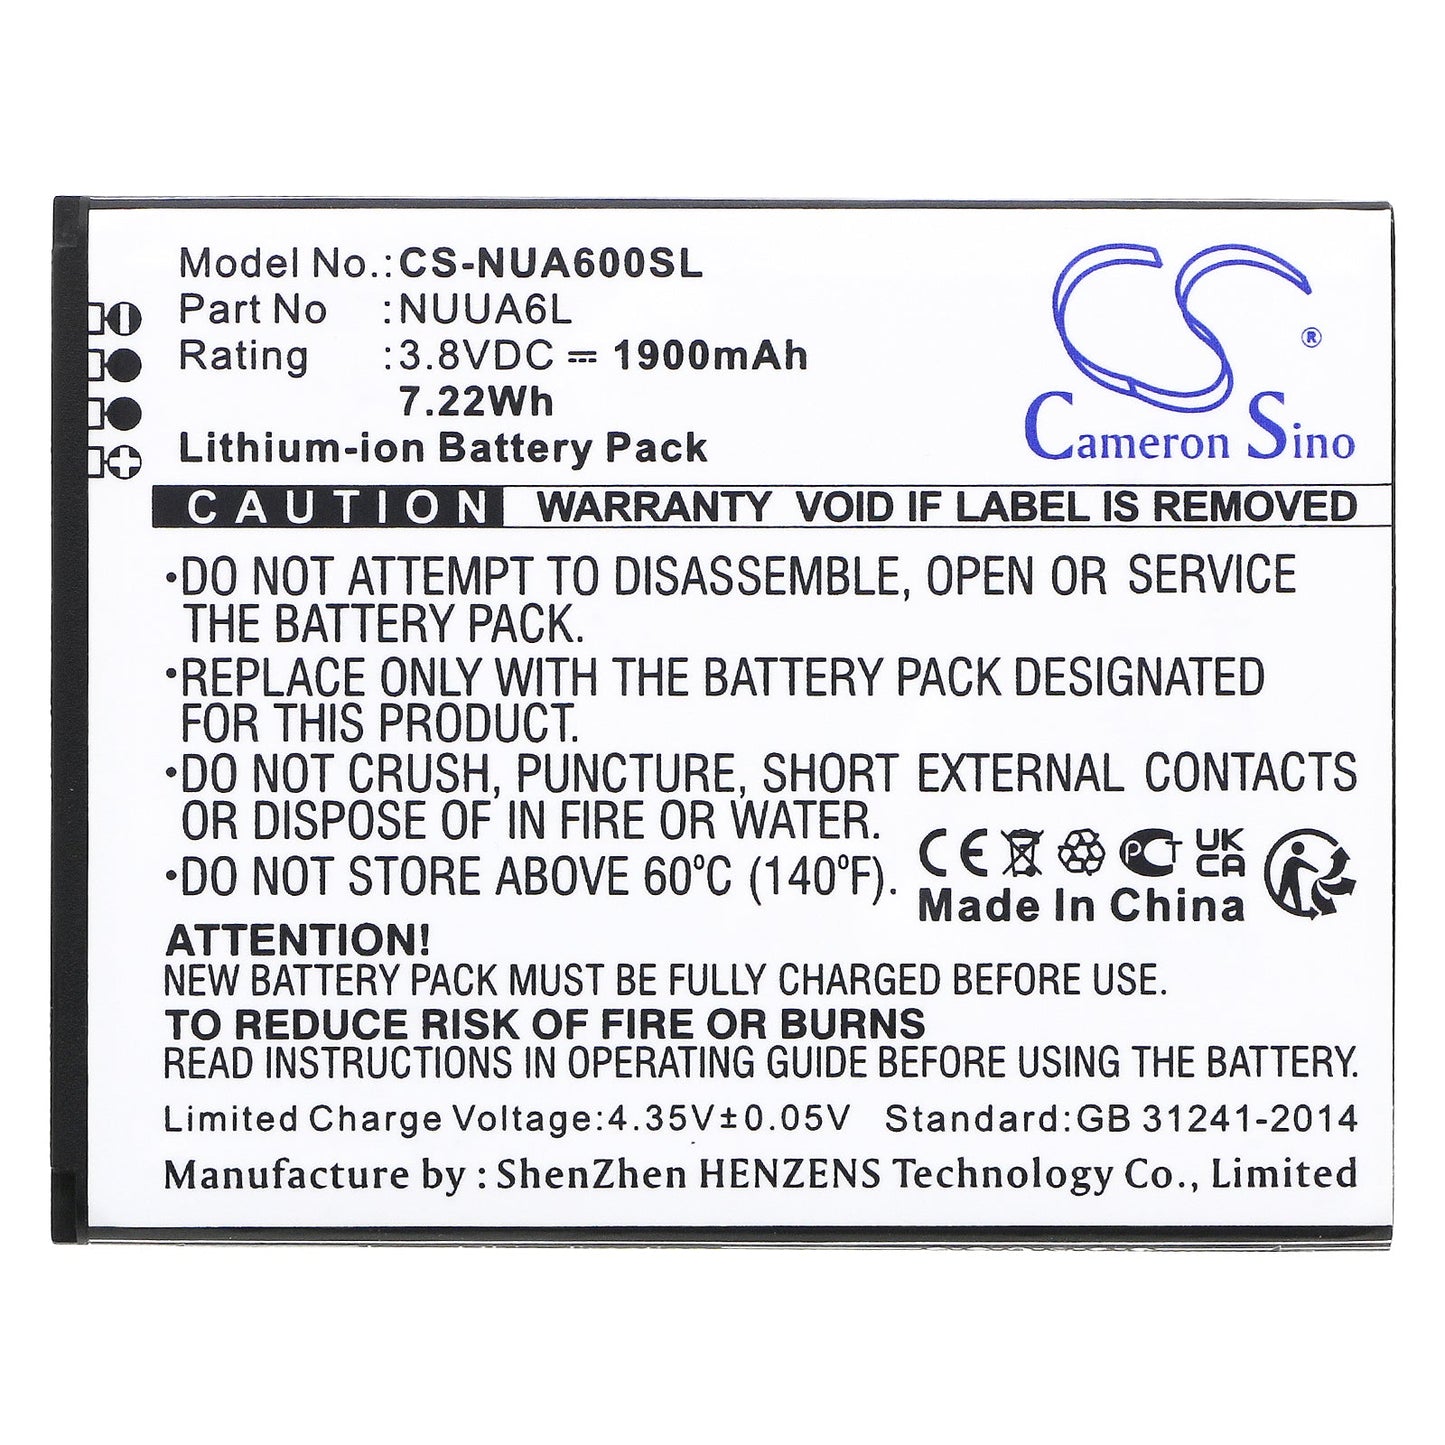 Model No.:CS-NUA600SL
Part No :NUUA6L
Rating :3.8VDC ⎓ 1900mAh
7.22Wh
Lithium-ion Battery Pack
CS ®
Cameron Sino
CAUTION WARRANTY VOID IF LABEL IS REMOVED
•DO NOT ATTEMPT TO DISASSEMBLE, OPEN OR SERVICE
THE BATTERY PACK.
•REPLACE ONLY WITH THE BATTERY PACK DESIGNATED
FOR THIS PRODUCT.
•DO NOT CRUSH, PUNCTURE, SHORT EXTERNAL CONTACTS
OR DISPOSE OF IN FIRE OR WATER.
•DO NOT STORE ABOVE 60ºC (140ºF).
CE PCT UK
CA
Made In China
ATTENTION!
NEW BATTERY PACK MUST BE FULLY CHARGED BEFORE USE.
TO REDUCE RISK OF FIRE OR BURNS
READ INSTRUCTIONS IN OPERATING GUIDE BEFORE USING THE BATTERY.
Limited Charge Voltage:4.35V±0.05V Standard:GB 31241-2014
Manufacture by : ShenZhen HENZENS Technology Co., Limited